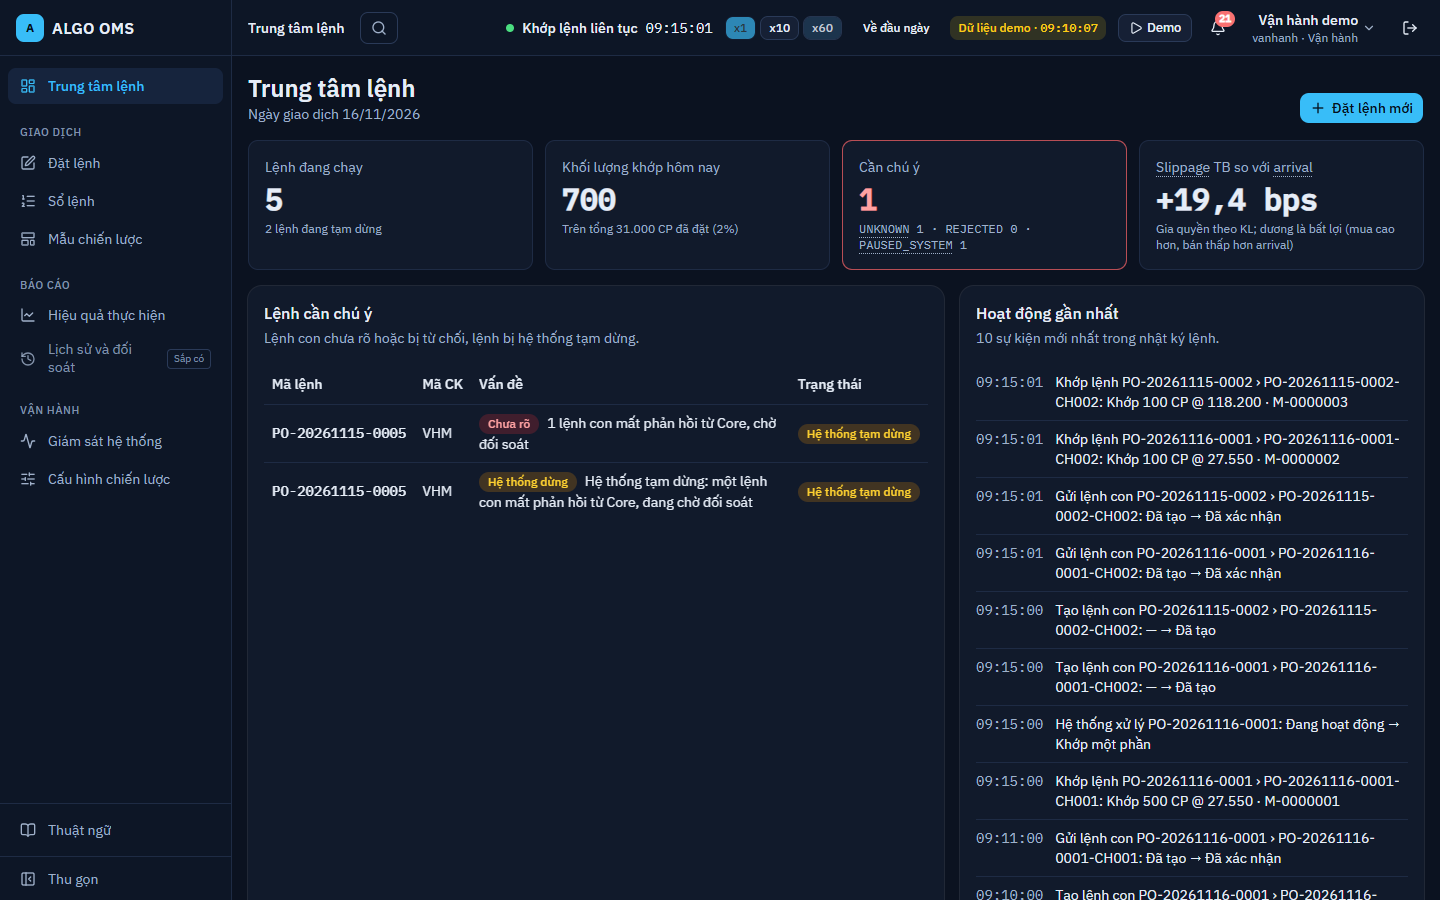 A ALGO OMS
Trung tâm lệnh
Khớp lệnh liên tục 09:15:01 x1 x10 x60 Về đầu ngày Dữ liệu demo · 09:10:07 Demo 21 Vận hành demo
vanhanh · Vận hành
Trung tâm lệnh
GIAO DỊCH
Đặt lệnh
Sổ lệnh
Mẫu chiến lược
BÁO CÁO
Hiệu quả thực hiện
Lịch sử và đối soát
Sắp có
VẬN HÀNH
Giám sát hệ thống
Cấu hình chiến lược
Thuật ngữ
Thu gọn
Trung tâm lệnh
Ngày giao dịch 16/11/2026
Đặt lệnh mới
Lệnh đang chạy
5
2 lệnh đang tạm dừng
Khối lượng khớp hôm nay
700
Trên tổng 31.000 CP đã đặt (2%)
Cần chú ý
1
UNKNOWN 1 · REJECTED 0 ·
PAUSED_SYSTEM 1
Slippage TB so với arrival
+19,4 bps
Gia quyền theo KL; dương là bất lợi (mua cao
hơn, bán thấp hơn arrival)
Lệnh cần chú ý
Lệnh con chưa rõ hoặc bị từ chối, lệnh bị hệ thống tạm dừng.
Mã lệnh Mã CK Vấn đề Trạng thái
PO-20261115-0005 VHM Chưa rõ 1 lệnh con mất phản hồi từ Core, chờ
đối soát Hệ thống tạm dừng
PO-20261115-0005 VHM Hệ thống dừng Hệ thống tạm dừng: một lệnh
con mất phản hồi từ Core, đang chờ đối soát Hệ thống tạm dừng
Hoạt động gần nhất
10 sự kiện mới nhất trong nhật ký lệnh.
09:15:01 Khớp lệnh PO-20261115-0002 › PO-20261115-0002-
CH002: Khớp 100 CP @ 118.200 · M-0000003
09:15:01 Khớp lệnh PO-20261116-0001 › PO-20261116-0001-
CH002: Khớp 100 CP @ 27.550 · M-0000002
09:15:01 Gửi lệnh con PO-20261115-0002 › PO-20261115-
0002-CH002: Đã tạo → Đã xác nhận
09:15:01 Gửi lệnh con PO-20261116-0001 › PO-20261116-
0001-CH002: Đã tạo → Đã xác nhận
09:15:00 Tạo lệnh con PO-20261115-0002 › PO-20261115-
0002-CH002: — → Đã tạo
09:15:00 Tạo lệnh con PO-20261116-0001 › PO-20261116-
0001-CH002: — → Đã tạo
09:15:00 Hệ thống xử lý PO-20261116-0001: Đang hoạt động →
Khớp một phần
09:15:00 Khớp lệnh PO-20261116-0001 › PO-20261116-0001-
CH001: Khớp 500 CP @ 27.550 · M-0000001
09:11:00 Gửi lệnh con PO-20261116-0001 › PO-20261116-
0001-CH001: Đã tạo → Đã xác nhận
09:10:00 Tạo lệnh con PO-20261116-0001 › PO-20261116-